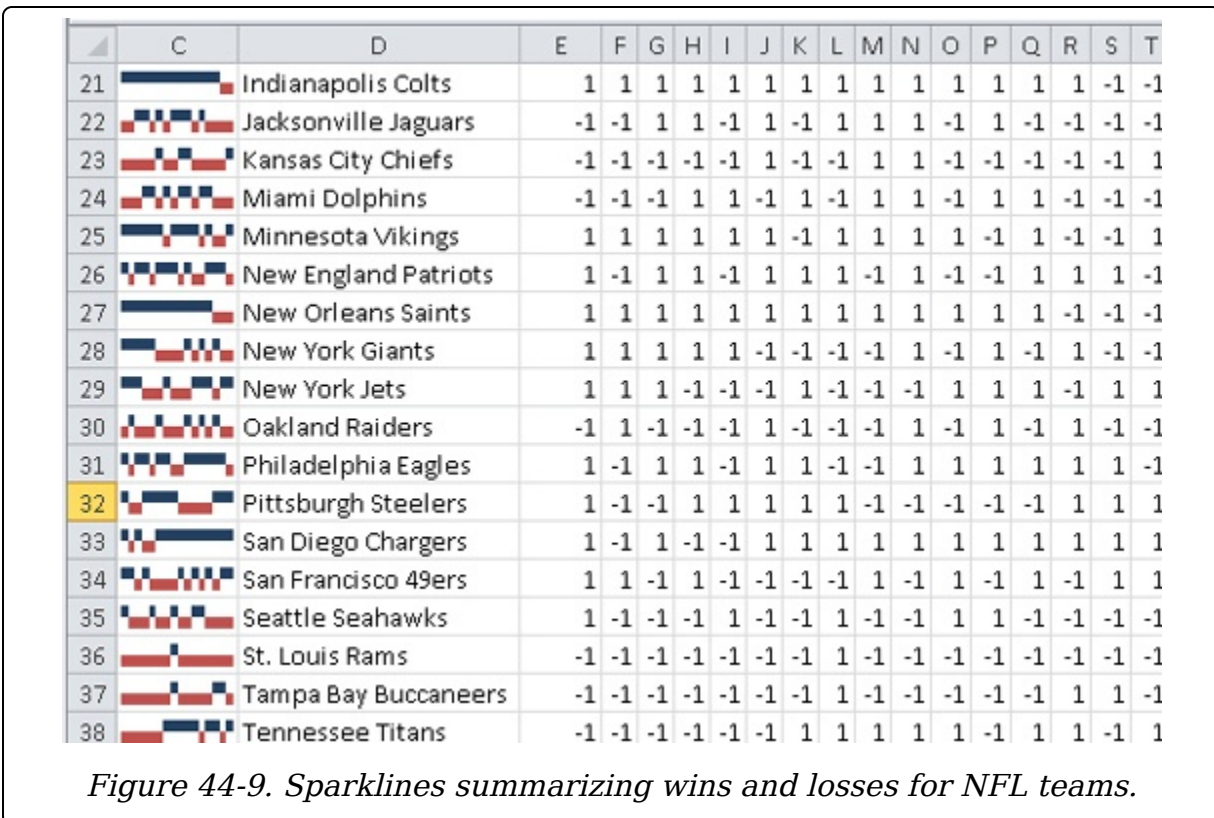 C D E F G H I J K L M N O P Q R S T
21 Indianapolis Colts 1 1 1 1 1 1 1 1 1 1 1 1 1 1 -1 -1
22 Jacksonville Jaguars -1 -1 1 1 -1 1 -1 1 1 1 -1 1 -1 -1 -1 -1
23 Kansas City Chiefs -1 -1 -1 -1 -1 1 -1 -1 1 1 -1 -1 -1 -1 -1 1
24 Miami Dolphins -1 -1 -1 1 1 -1 1 -1 1 1 -1 1 1 -1 -1 -1
25 Minnesota Vikings 1 1 1 1 1 1 -1 1 1 1 1 -1 1 -1 -1 1
26 New England Patriots 1 -1 1 1 -1 1 1 1 -1 1 -1 -1 1 1 1 -1
27 New Orleans Saints 1 1 1 1 1 1 1 1 1 1 1 1 1 -1 -1 -1
28 New York Giants 1 1 1 1 1 -1 -1 -1 -1 1 -1 1 -1 1 -1 -1
29 New York Jets 1 1 1 -1 -1 -1 1 -1 -1 -1 1 1 1 -1 1 1
30 Oakland Raiders -1 1 -1 -1 -1 1 -1 -1 -1 1 -1 1 -1 1 -1 -1
31 Philadelphia Eagles 1 -1 1 1 -1 1 1 -1 -1 1 1 1 1 1 1 -1
32 Pittsburgh Steelers 1 -1 -1 1 1 1 1 1 -1 -1 -1 -1 -1 1 1 1
33 San Diego Chargers 1 -1 1 -1 -1 1 1 1 1 1 1 1 1 1 1 1
34 San Francisco 49ers 1 1 -1 1 -1 -1 -1 -1 1 -1 1 -1 1 -1 1 1
35 Seattle Seahawks 1 -1 -1 -1 1 -1 -1 1 -1 -1 1 1 -1 -1 -1 -1
36 St. Louis Rams -1 -1 -1 -1 -1 -1 -1 1 -1 -1 -1 -1 -1 -1 -1 -1
37 Tampa Bay Buccaneers -1 -1 -1 -1 -1 -1 -1 1 -1 -1 -1 -1 -1 1 1 -1
38 Tennessee Titans -1 -1 -1 -1 -1 -1 1 1 1 1 1 -1 1 1 -1 1
Figure 44-9. Sparklines summarizing wins and losses for NFL teams.